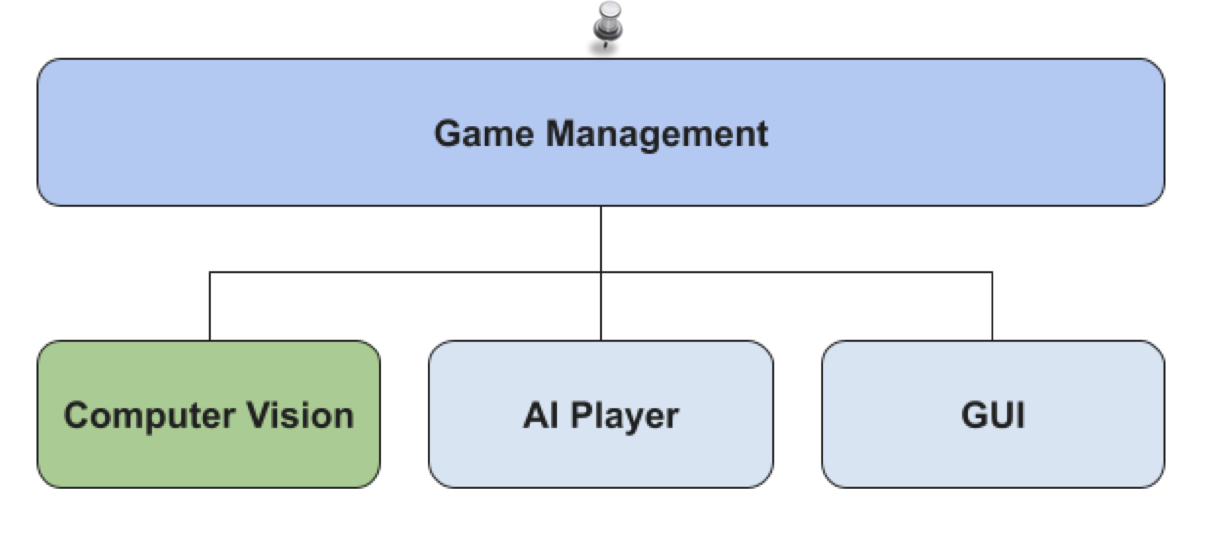 Game Management
Computer Vision
AI Player
GUI